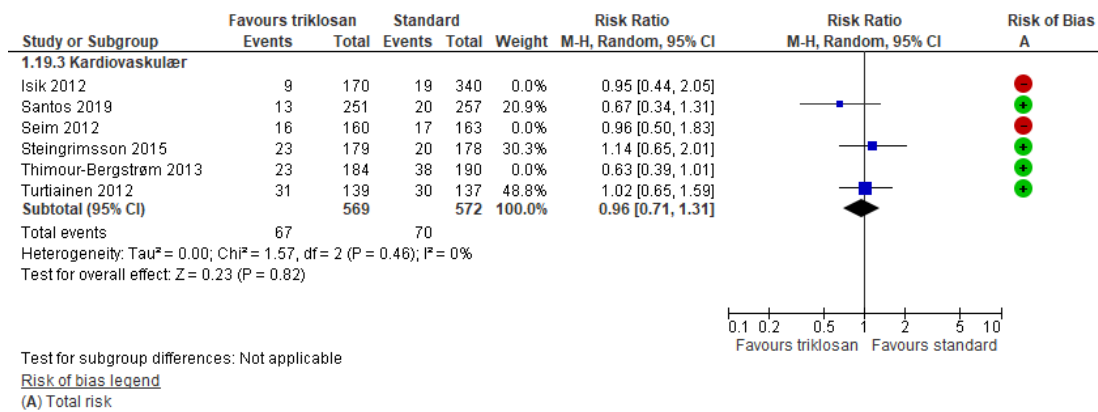 Favours triklosan Standard Risk Ratio Risk Ratio Risk of Bias
Study or Subgroup Events Total Events Total Weight M-H, Random, 95% CI M-H, Random, 95% CI A
1.19.3 Kardiovaskulær
Isik 2012 9 170 19 340 0.0% 0.95 [0.44, 2.05]
Santos 2019 13 251 20 257 20.9% 0.67 [0.34, 1.31]
Seim 2012 16 160 17 163 0.0% 0.96 [0.50, 1.83]
Steingrimsson 2015 23 179 20 178 30.3% 1.14 [0.65, 2.01]
Thimour-Bergstrøm 2013 23 184 38 190 0.0% 0.63 [0.39, 1.01]
Turtiainen 2012 31 139 30 137 48.8% 1.02 [0.65, 1.59]
Subtotal (95% CI) 569 572 100.0% 0.96 [0.71, 1.31]
Total events 67 70
Heterogeneity: Tau² = 0.00; Chi² = 1.57, df = 2 (P = 0.46); I² = 0%
Test for overall effect: Z = 0.23 (P = 0.82)
0.1 0.2 0.5 1 2 5 10
Favours triklosan Favours standard
Test for subgroup differences: Not applicable
Risk of bias legend
(A) Total risk